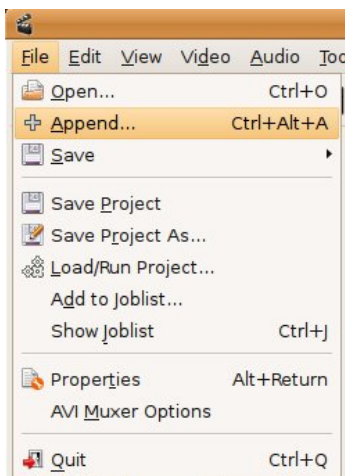 File Edit View Video Audio
Open... Ctrl+O
Append... Ctrl+Alt+A
Save
Save Project
Save Project As...
Load/Run Project...
Add to Joblist...
Show Joblist Ctrl+J
Properties Alt+Return
AVI Muxer Options
Quit Ctrl+Q